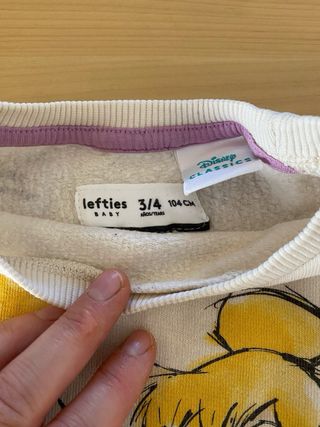 Disney
CLASSICS
lefties
BABY
3/4
AÑOS/YEARS
104 CM